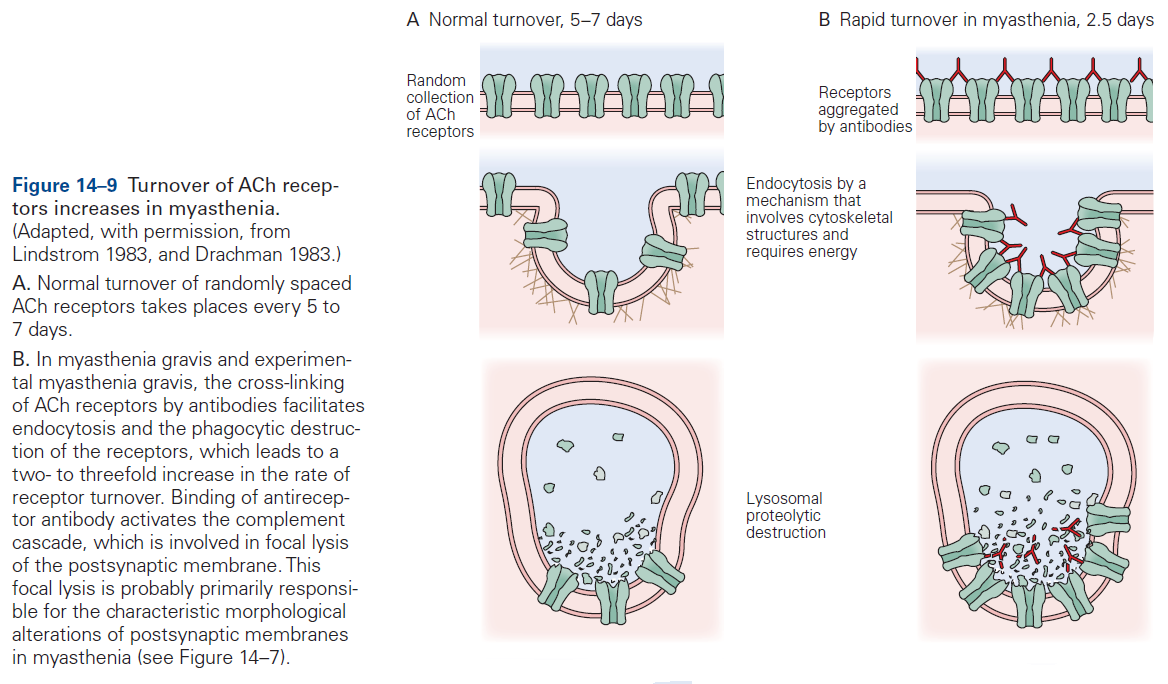 A Normal turnover, 5–7 days
B Rapid turnover in myasthenia, 2.5 days
Random
collection
of ACh
receptors
Receptors
aggregated
by antibodies
Endocytosis by a
mechanism that
involves cytoskeletal
structures and
requires energy
Lysosomal
proteolytic
destruction
Figure 14–9 Turnover of ACh recep-
tors increases in myasthenia.
(Adapted, with permission, from
Lindstrom 1983, and Drachman 1983.)
A. Normal turnover of randomly spaced
ACh receptors takes places every 5 to
7 days.
B. In myasthenia gravis and experimen-
tal myasthenia gravis, the cross-linking
of ACh receptors by antibodies facilitates
endocytosis and the phagocytic destruc-
tion of the receptors, which leads to a
two- to threefold increase in the rate of
receptor turnover. Binding of antirecep-
tor antibody activates the complement
cascade, which is involved in focal lysis
of the postsynaptic membrane. This
focal lysis is probably primarily responsi-
ble for the characteristic morphological
alterations of postsynaptic membranes
in myasthenia (see Figure 14–7).